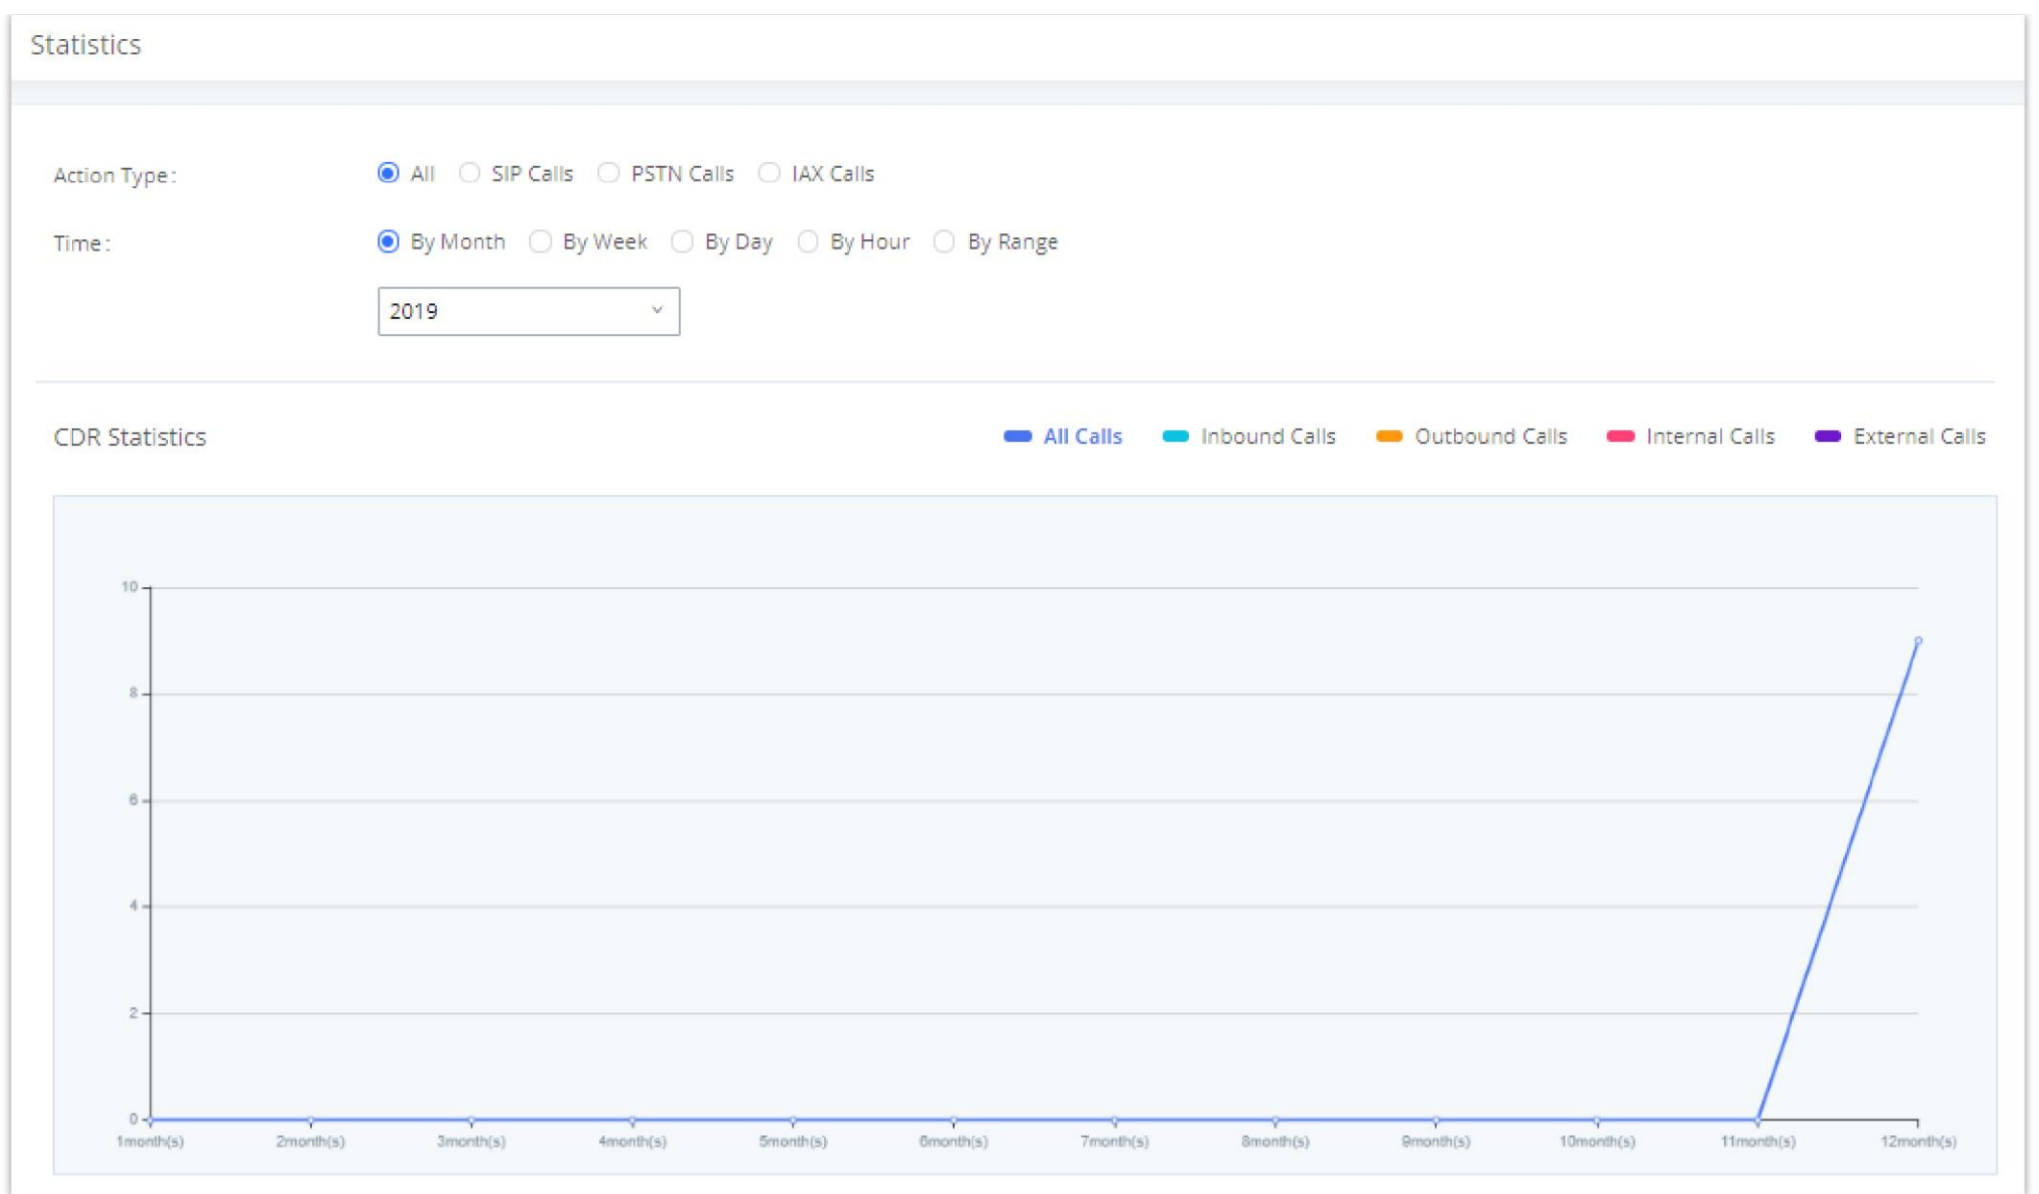 Statistics
Action Type: All SIP Calls PSTN Calls IAX Calls
Time: By Month By Week By Day By Hour By Range
2019
CDR Statistics All Calls Inbound Calls Outbound Calls Internal Calls External Calls
10
8
6
4
2
0
1month(s) 2month(s) 3month(s) 4month(s) 5month(s) 6month(s) 7month(s) 8month(s) 9month(s) 10month(s) 11month(s) 12month(s)